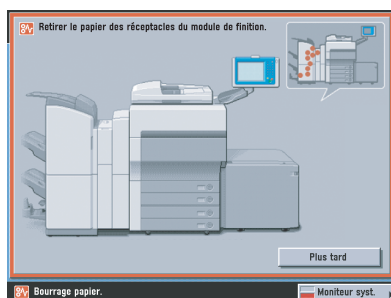 Retirer le papier des réceptacles du module de finition.
Plus tard
Bourrage papier.
Moniteur syst.